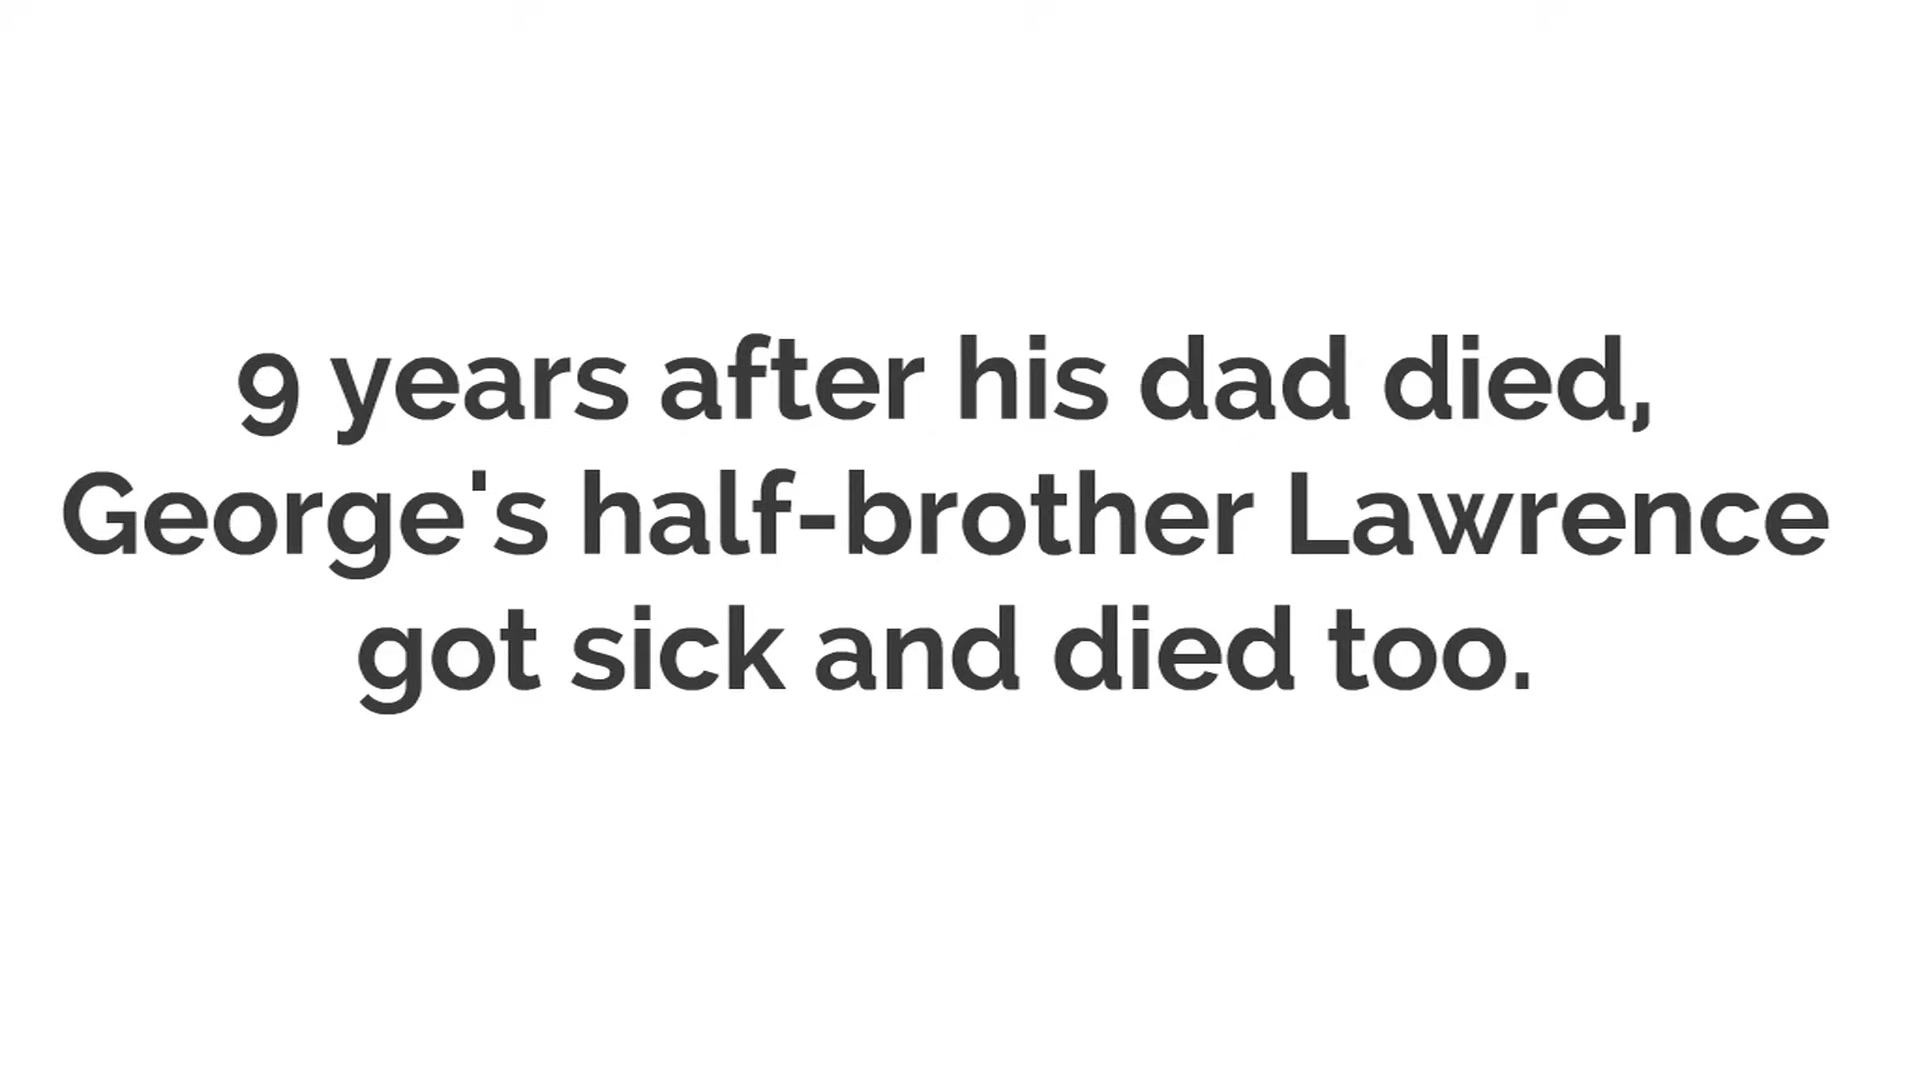 9 years after his dad died,
George's half-brother Lawrence
got sick and died too.